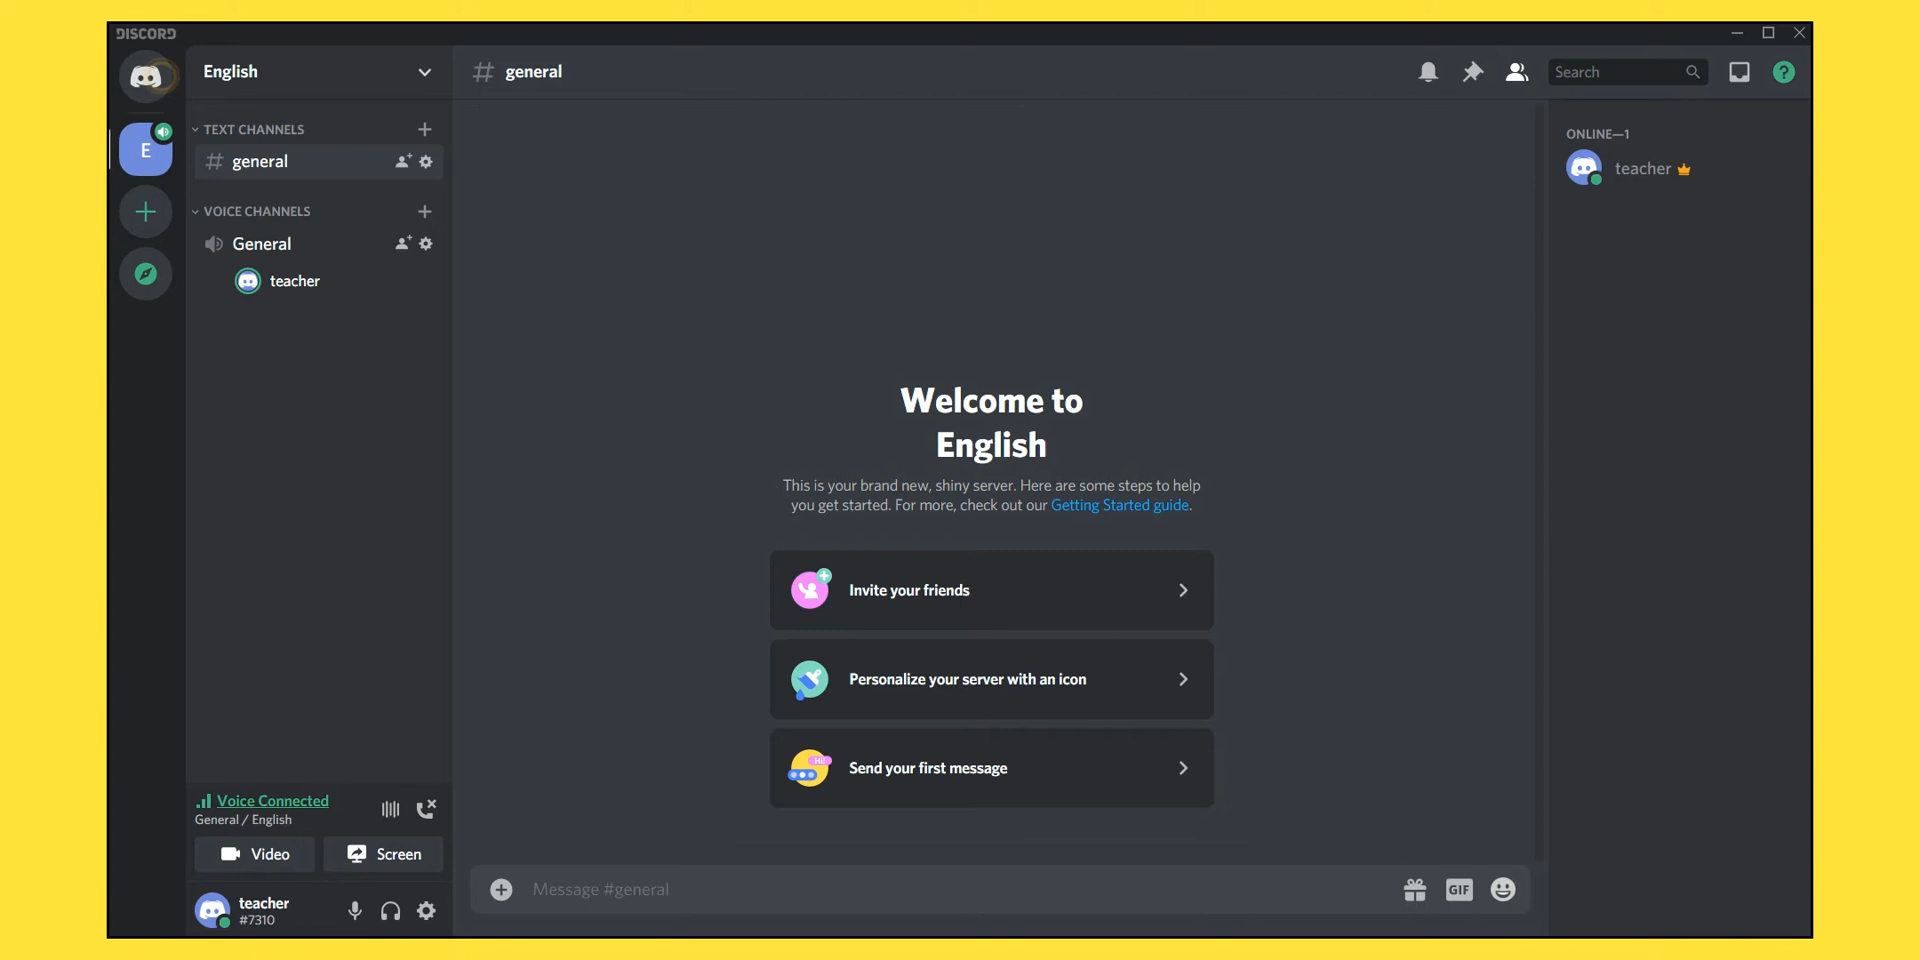 DISCORD
English
general
Search
?
TEXT CHANNELS
general
E
VOICE CHANNELS
General
teacher
ONLINE—1
teacher
Welcome to
English
This is your brand new, shiny server. Here are some steps to help
you get started. For more, check out our Getting Started guide.
Invite your friends
Personalize your server with an icon
Hi!
Send your first message
Voice Connected
General / English
Video
Screen
teacher
#7310
Message #general
GIF